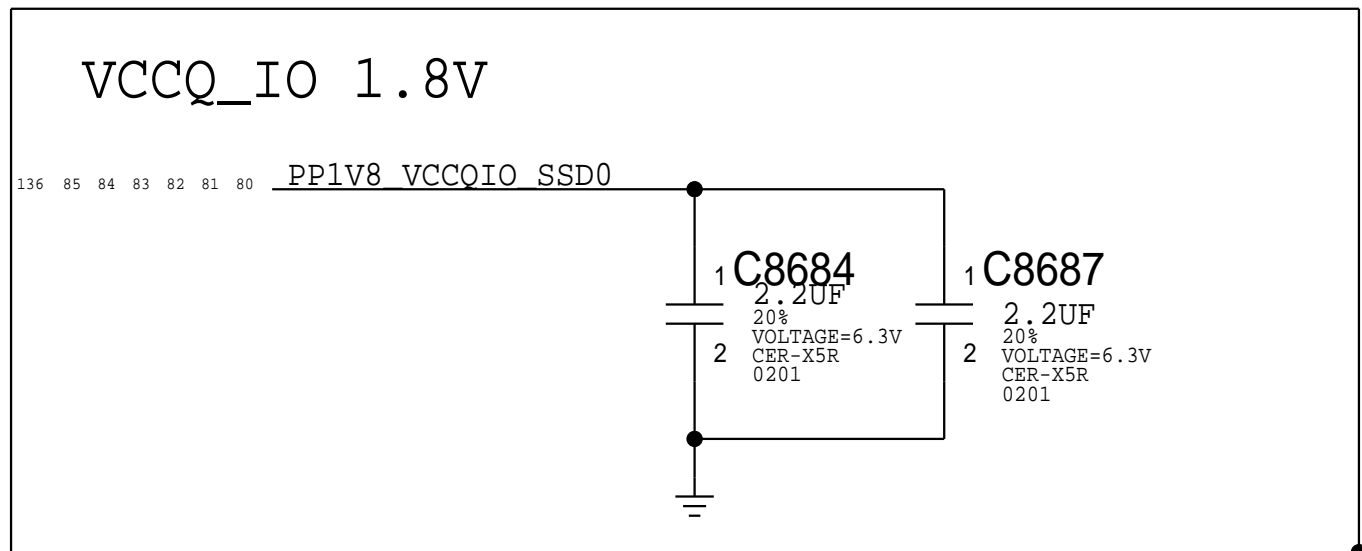 VCCQ_IO 1.8V
136 85 84 83 82 81 80 PP1V8_VCCQIO_SSD0
1 C8684
2.2UF
20%
VOLTAGE=6.3V
2 CER-X5R
0201
1 C8687
2.2UF
20%
2 VOLTAGE=6.3V
CER-X5R
0201